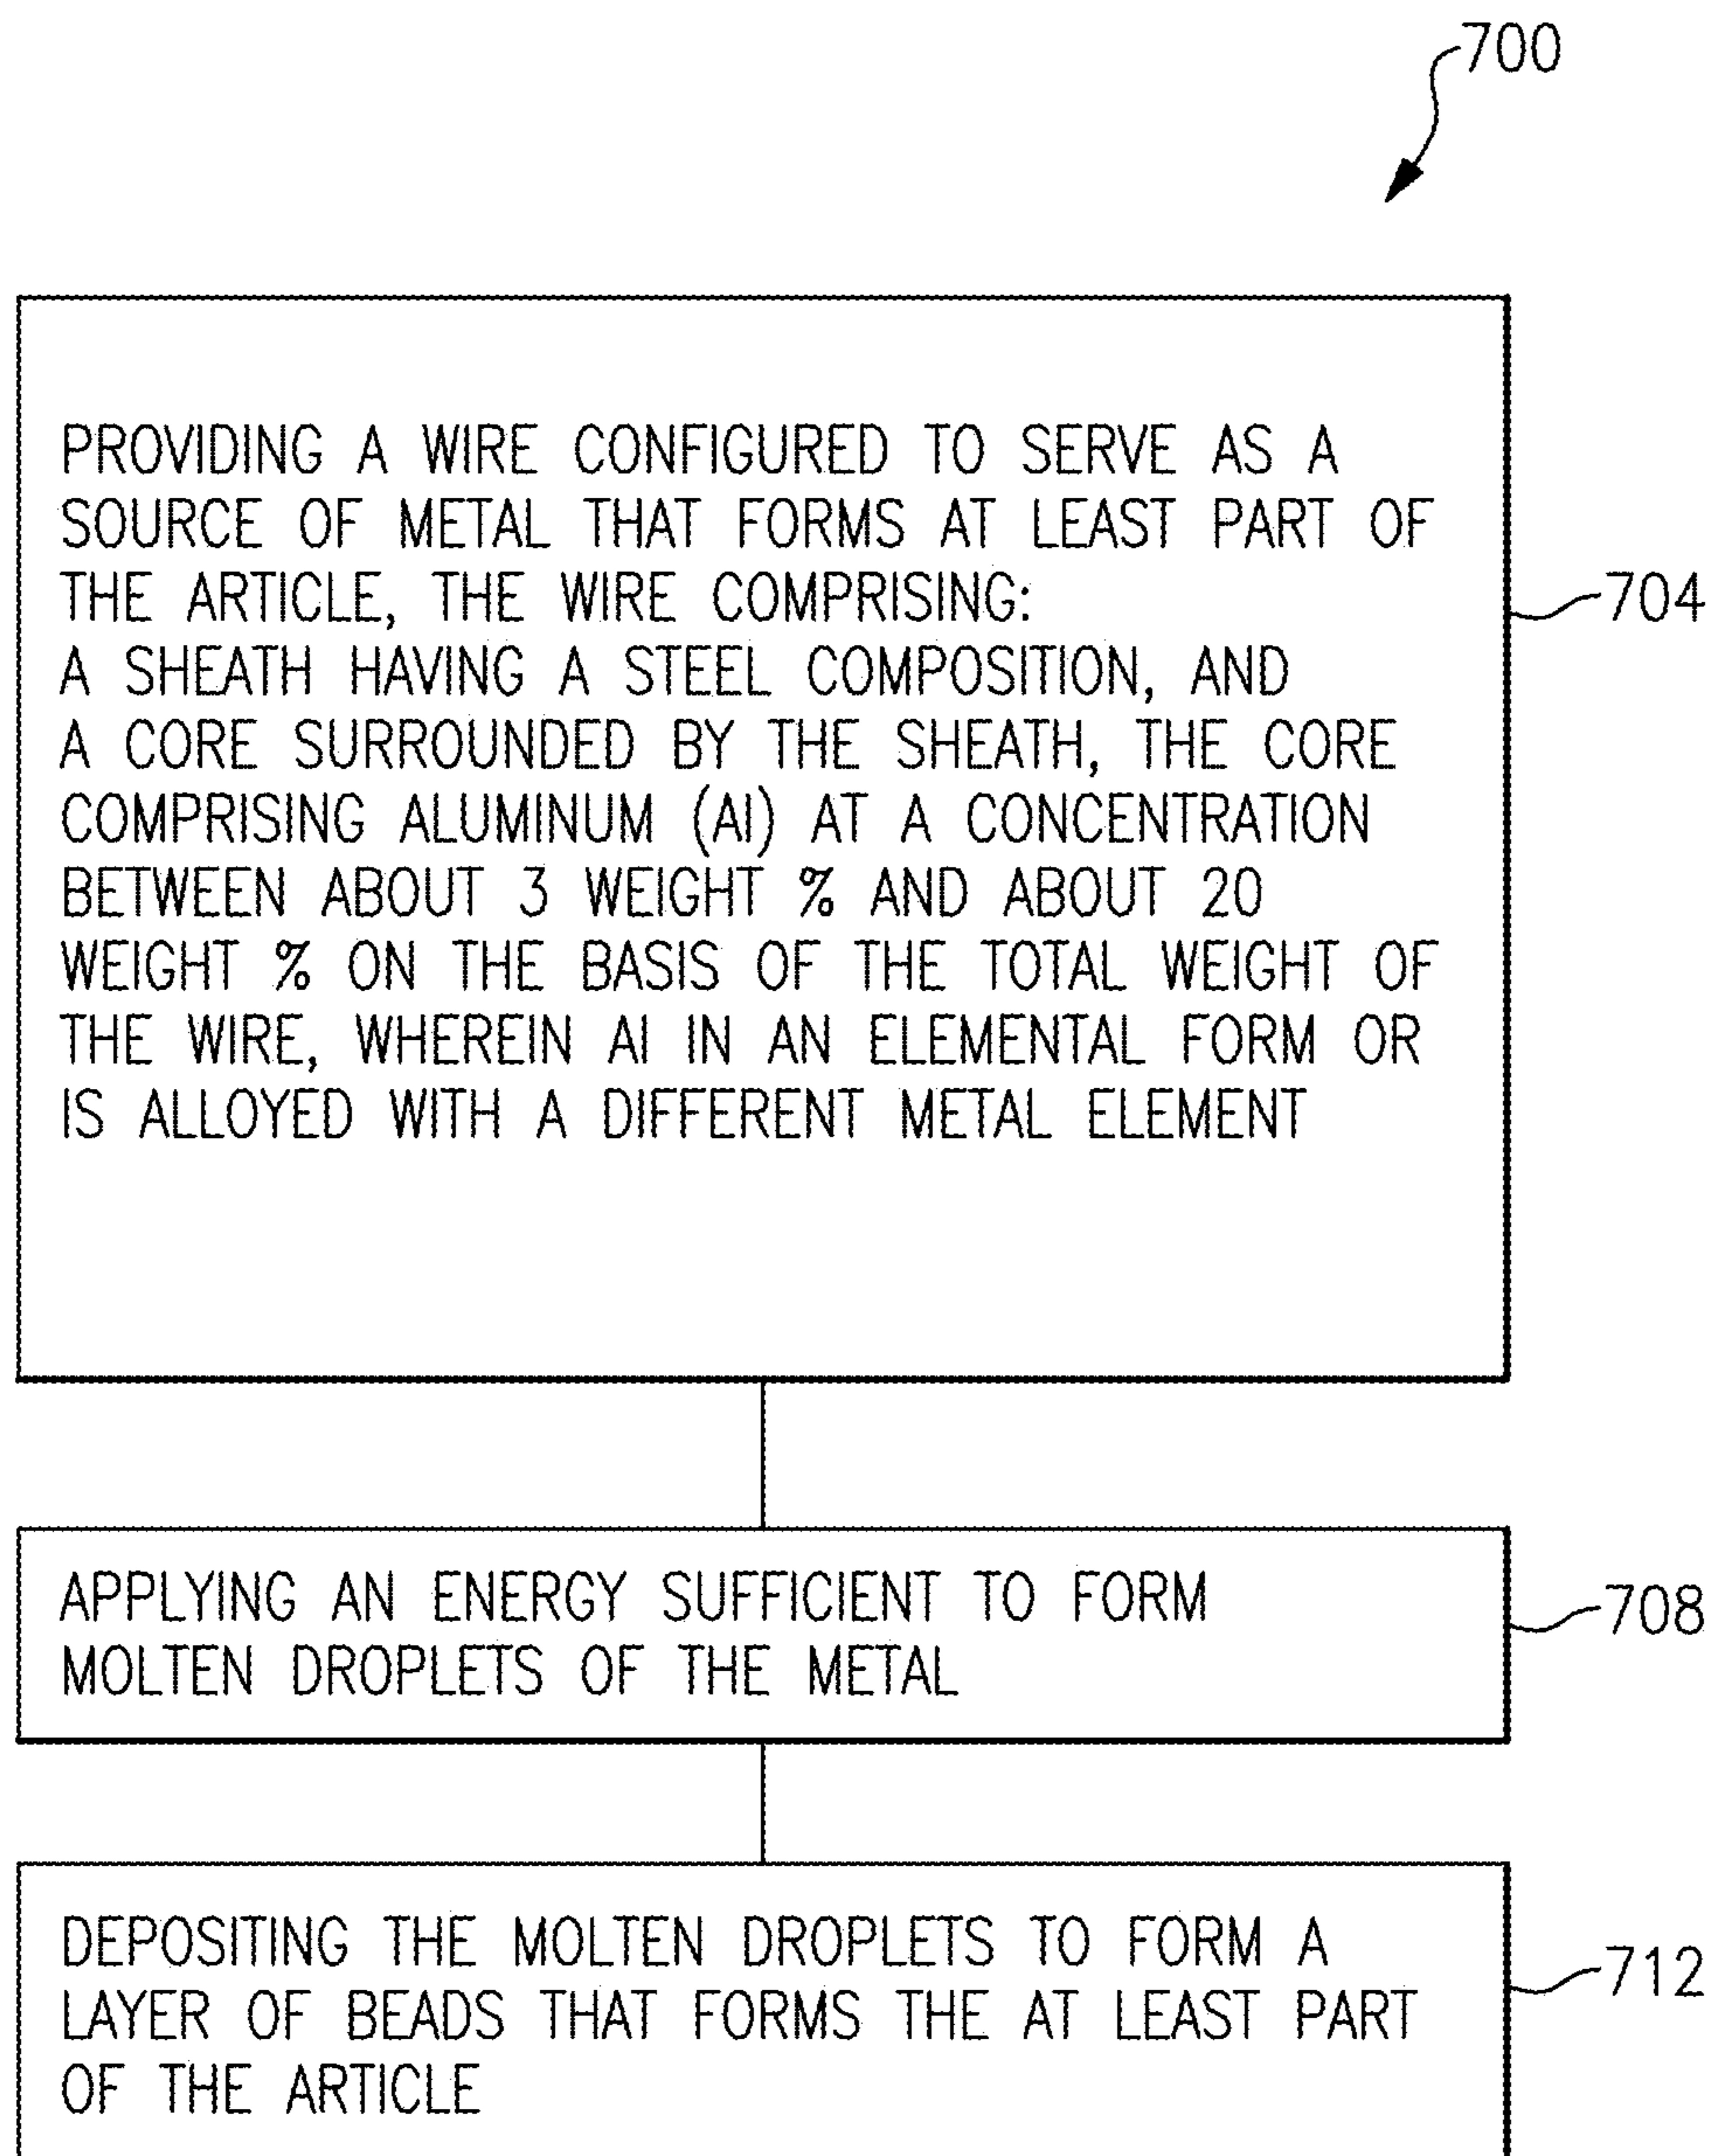 700
PROVIDING A WIRE CONFIGURED TO SERVE AS A
SOURCE OF METAL THAT FORMS AT LEAST PART OF
THE ARTICLE, THE WIRE COMPRISING:
A SHEATH HAVING A STEEL COMPOSITION, AND
A CORE SURROUNDED BY THE SHEATH, THE CORE
COMPRISING ALUMINUM (Al) AT A CONCENTRATION
BETWEEN ABOUT 3 WEIGHT % AND ABOUT 20
WEIGHT % ON THE BASIS OF THE TOTAL WEIGHT OF
THE WIRE, WHEREIN Al IN AN ELEMENTAL FORM OR
IS ALLOYED WITH A DIFFERENT METAL ELEMENT
704
APPLYING AN ENERGY SUFFICIENT TO FORM
MOLTEN DROPLETS OF THE METAL
708
DEPOSITING THE MOLTEN DROPLETS TO FORM A
LAYER OF BEADS THAT FORMS THE AT LEAST PART
OF THE ARTICLE
712